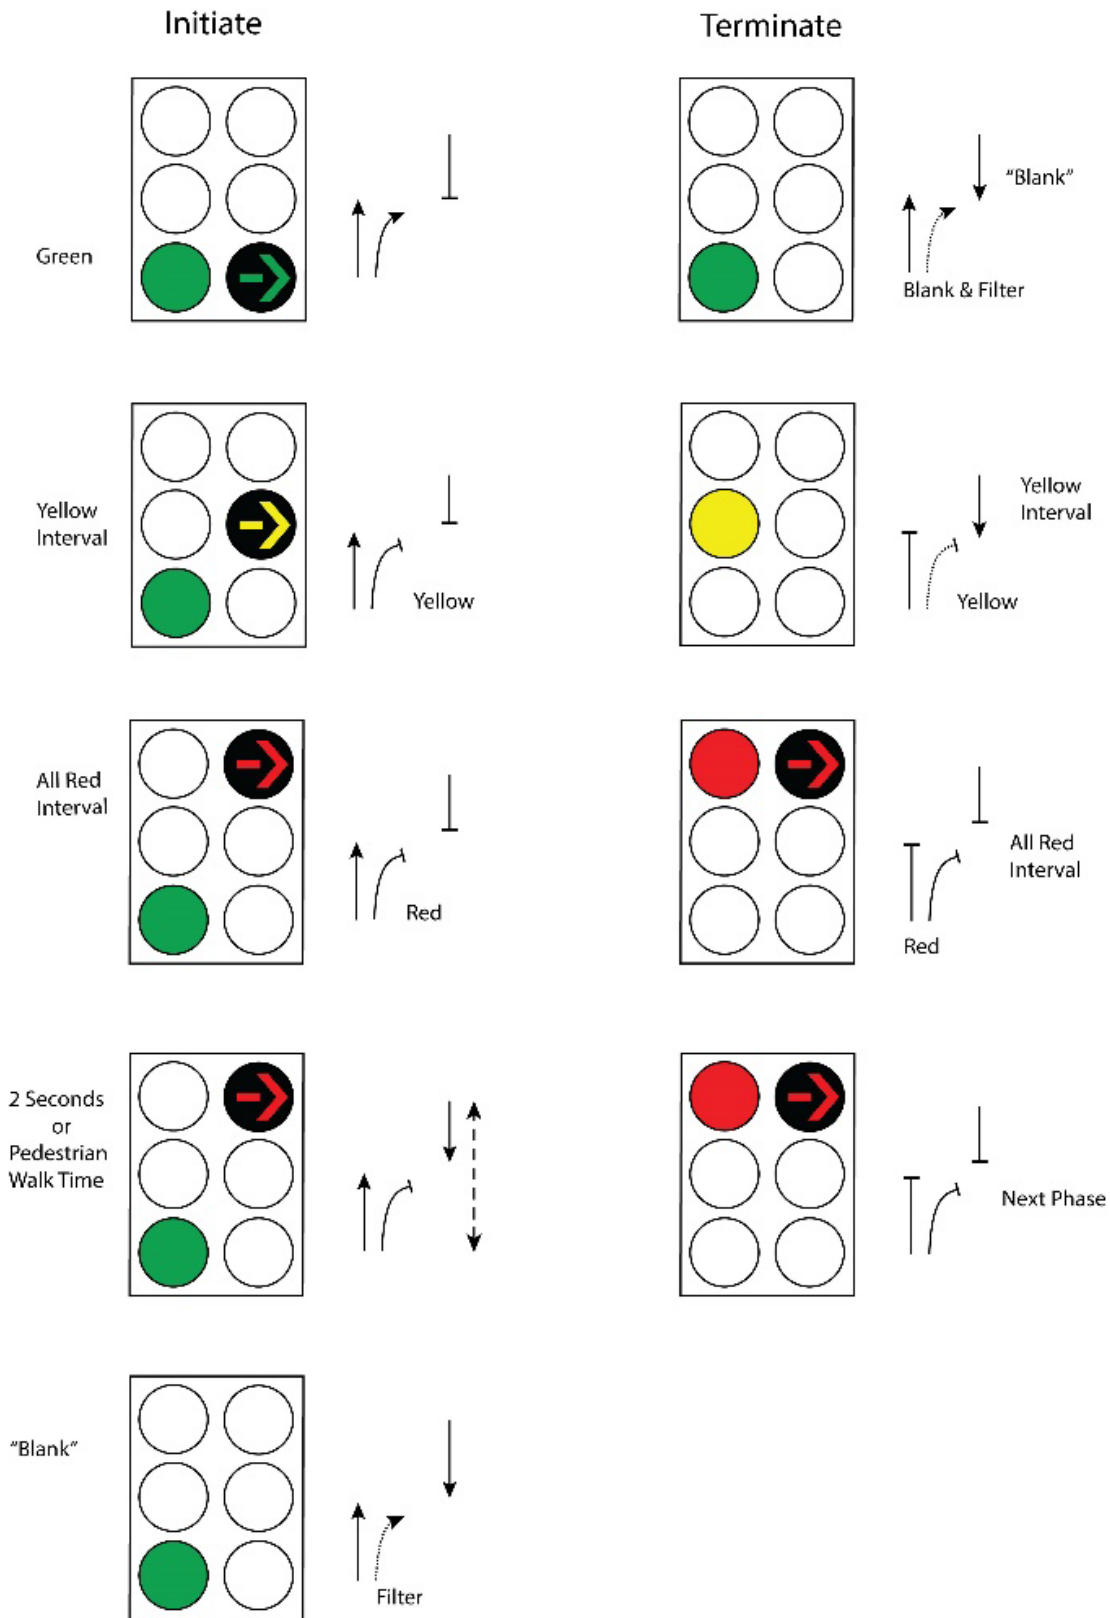 Initiate
Terminate
Green
"Blank"
Blank & Filter
Yellow
Interval
Yellow
Yellow
Interval
Yellow
All Red
Interval
Red
All Red
Interval
Red
2 Seconds
or
Pedestrian
Walk Time
Next Phase
"Blank"
Filter